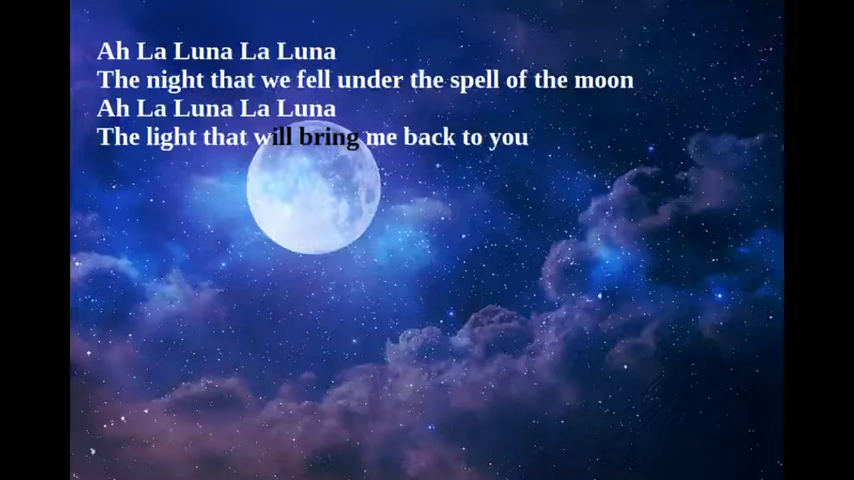 Ah La Luna La Luna
The night that we fell under the spell of the moon
Ah La Luna La Luna
The light that will bring me back to you